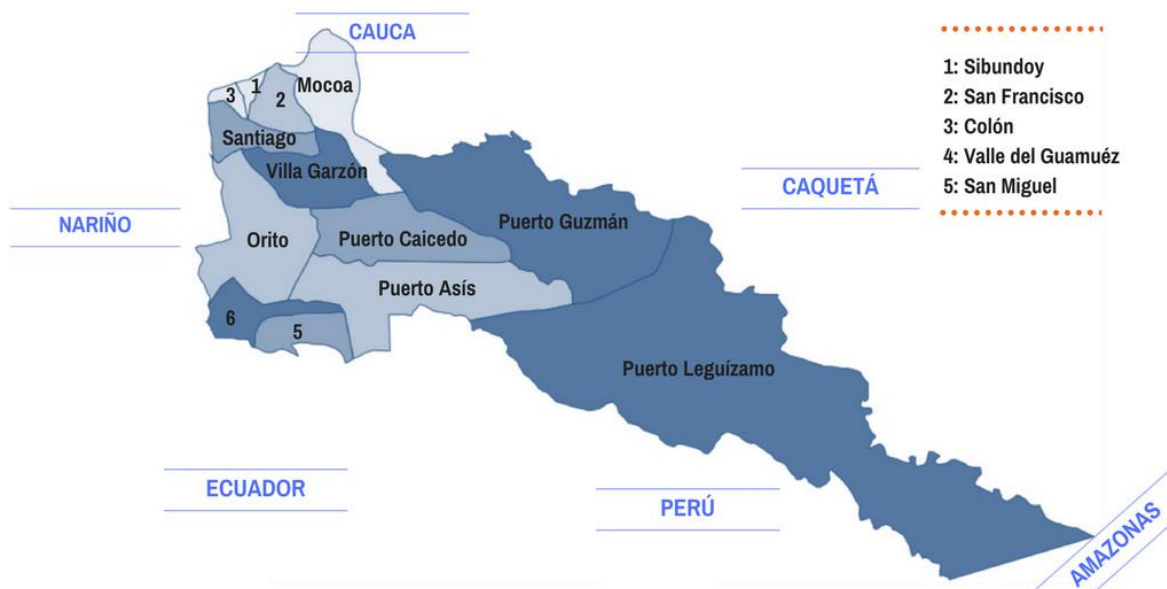 CAUCA
1: Sibundoy
2: San Francisco
3: Colón
4: Valle del Guamuéz
5: San Miguel
1
3
2
Mocoa
Santiago
Villa Garzón
CAQUETÁ
NARIÑO
Puerto Guzmán
Orito
Puerto Caicedo
Puerto Asís
6
5
Puerto Leguízamo
ECUADOR
PERÚ
AMAZONAS